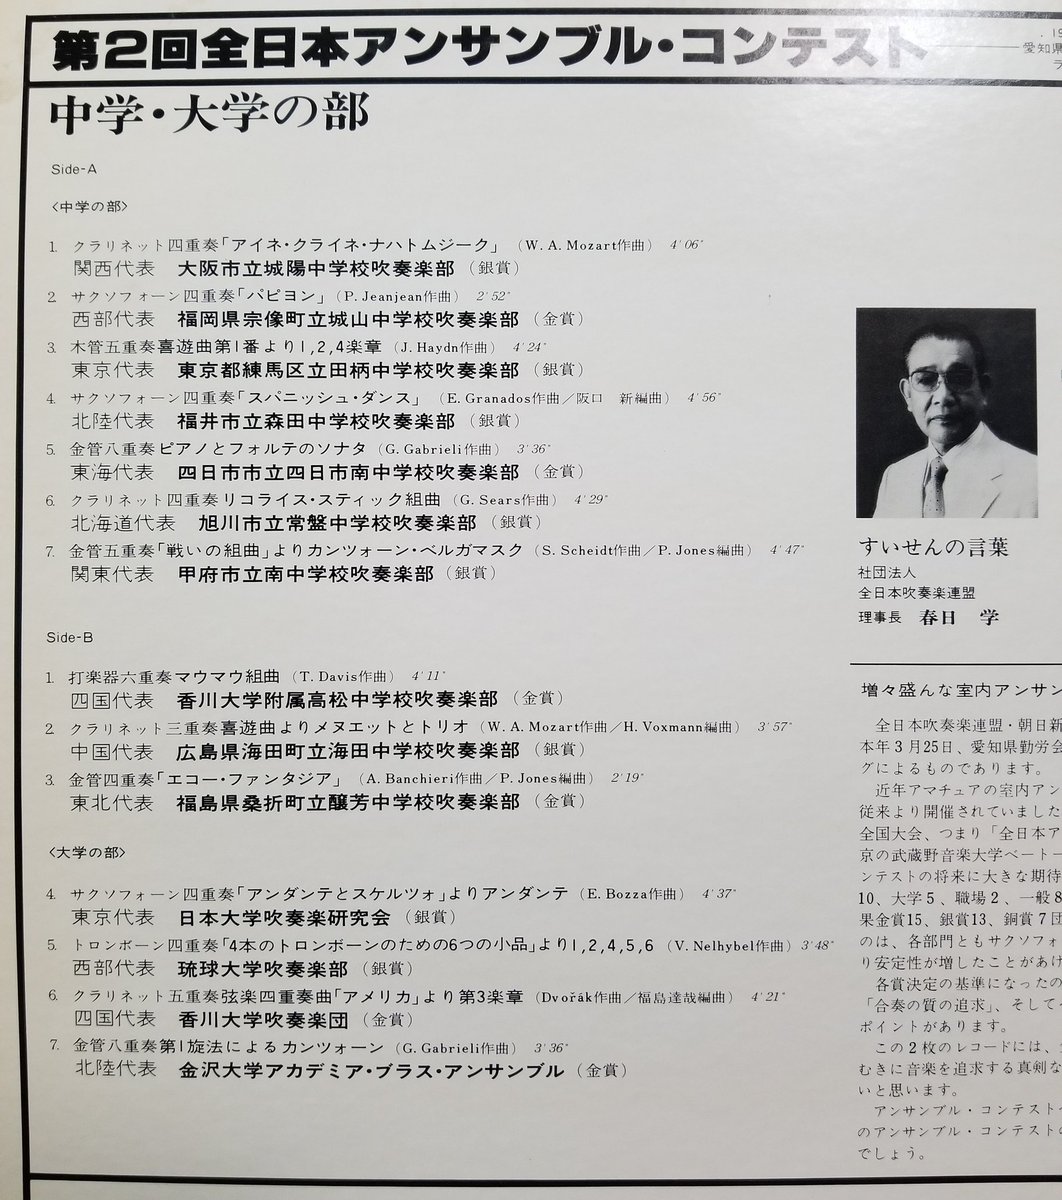 第2回全日本アンサンブル・コンテスト
愛知県
中学・大学の部
Side-A
〈中学の部〉
1. クラリネット四重奏「アイネ・クライネ・ナハトムジーク」（W. A. Mozart作曲） 4′06″
関西代表 大阪市立城陽中学校吹奏楽部（銀賞）
2. サクソフォーン四重奏「パピヨン」（P. Jeanjean作曲） 2′52″
西部代表 福岡県宗像町立城山中学校吹奏楽部（金賞）
3. 木管五重奏喜遊曲第1番より1,2,4楽章（J. Haydn作曲） 4′24″
東京代表 東京都練馬区立田柄中学校吹奏楽部（銀賞）
4. サクソフォーン四重奏「スパニッシュ・ダンス」（E. Granados作曲／阪口 新編曲） 4′56″
北陸代表 福井市立森田中学校吹奏楽部（銀賞）
5. 金管八重奏ピアノとフォルテのソナタ（G. Gabrieli作曲） 3′36″
東海代表 四日市市立四日市南中学校吹奏楽部（金賞）
6. クラリネット四重奏リコライス・スティック組曲（G. Sears作曲） 4′29″
北海道代表 旭川市立常盤中学校吹奏楽部（銀賞）
7. 金管五重奏「戦いの組曲」よりカンツォーン・ベルガマスク（S. Scheidt作曲／P. Jones編曲） 4′47″
関東代表 甲府市立南中学校吹奏楽部（銀賞）
Side-B
1. 打楽器六重奏マウマウ組曲（T. Davis作曲） 4′11″
四国代表 香川大学附属高松中学校吹奏楽部（金賞）
2. クラリネット三重奏喜遊曲よりメヌエットとトリオ（W. A. Mozart作曲／H. Voxmann編曲） 3′57″
中国代表 広島県海田町立海田中学校吹奏楽部（銀賞）
3. 金管四重奏「エコー・ファンタジア」（A. Banchieri作曲／P. Jones編曲） 2′19″
東北代表 福島県桑折町立醸芳中学校吹奏楽部（金賞）
〈大学の部〉
4. サクソフォーン四重奏「アンダンテとスケルツォ」よりアンダンテ（E. Bozza作曲） 4′37″
東京代表 日本大学吹奏楽研究会（銀賞）
5. トロンボーン四重奏「4本のトロンボーンのための6つの小品」より1,2,4,5,6（V. Nelhybel作曲） 3′48″
西部代表 琉球大学吹奏楽部（銀賞）
6. クラリネット五重奏弦楽四重奏曲「アメリカ」より第3楽章（Dvořák作曲／福島達哉編曲） 4′21″
四国代表 香川大学吹奏楽団（金賞）
7. 金管八重奏第1旋法によるカンツォーン（G. Gabrieli作曲） 3′36″
北陸代表 金沢大学アカデミア・ブラス・アンサンブル（金賞）
すいせんの言葉
社団法人
全日本吹奏楽連盟
理事長 春日 学
増々盛んな室内アンサン
全日本吹奏楽連盟・朝日新
本年3月25日、愛知県勤労会
グによるものであります。
近年アマチュアの室内アン
従来より開催されていました
全国大会、つまり「全日本ア
京の武蔵野音楽大学ベートー
ンテストの将来に大きな期待
10、大学5、職場2、一般8
果金賞15、銀賞13、銅賞7団
のは、各部門ともサクソフォ
り安定性が増したことがあげ
各賞決定の基準になったの
「合奏の質の追求」、そして
ポイントがあります。
この2枚のレコードには、
むきに音楽を追求する真剣な
いと思います。
アンサンブル・コンテスト
のアンサンブル・コンテストの
でしょう。